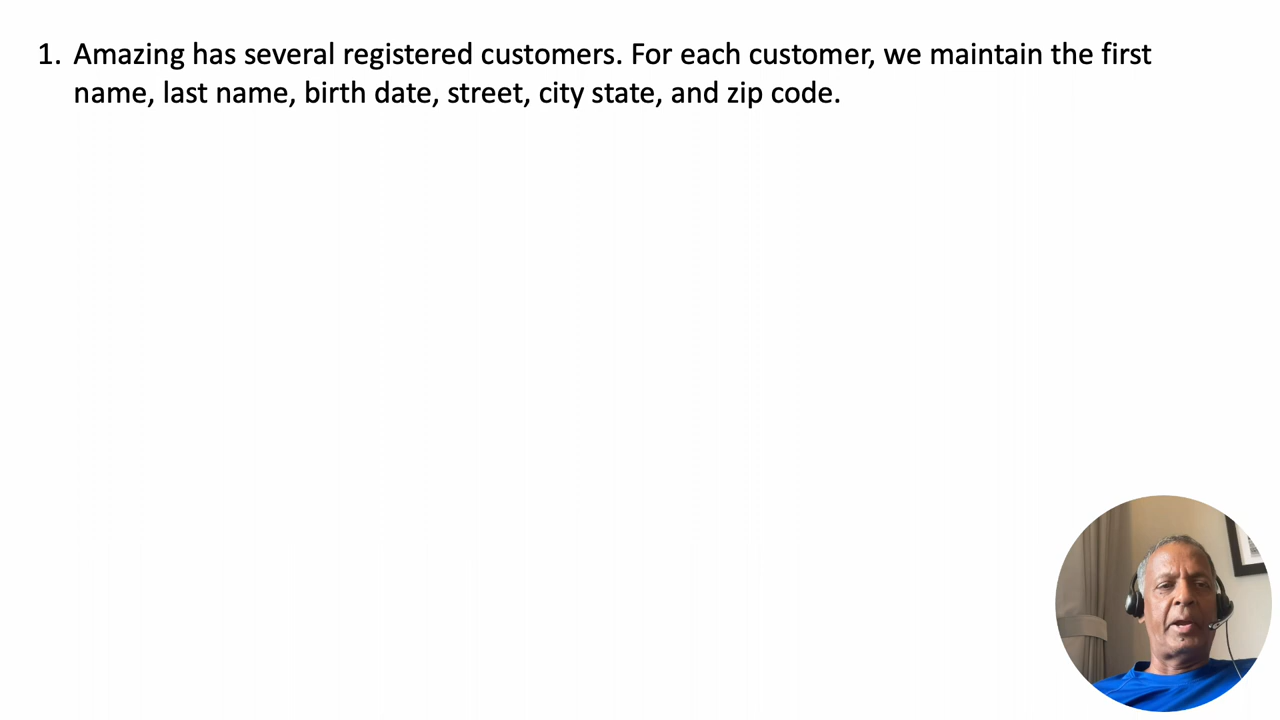 1. Amazing has several registered customers. For each customer, we maintain the first
name, last name, birth date, street, city state, and zip code.